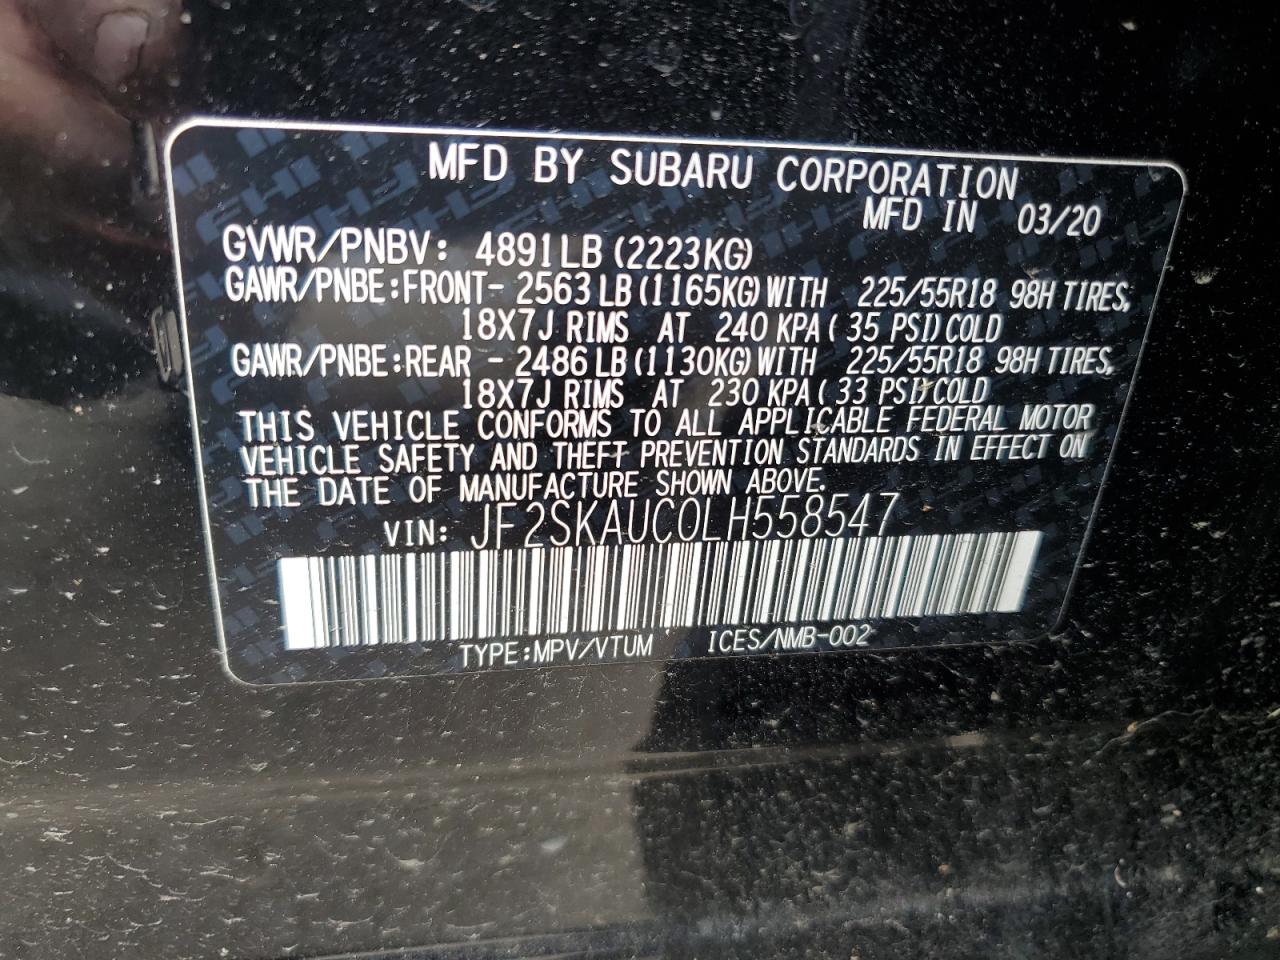 MFD BY SUBARU CORPORATION
MFD IN 03/20
GVWR/PNBV: 4891LB (2223KG)
GAWR/PNBE:FRONT- 2563 LB (1165KG) WITH 225/55R18 98H TIRES,
18X7J RIMS AT 240 KPA ( 35 PSI) COLD
GAWR/PNBE:REAR - 2486 LB (1130KG) WITH 225/55R18 98H TIRES,
18X7J RIMS AT 230 KPA ( 33 PSI) COLD
THIS VEHICLE CONFORMS TO ALL APPLICABLE FEDERAL MOTOR
VEHICLE SAFETY AND THEFT PREVENTION STANDARDS IN EFFECT ON
THE DATE OF MANUFACTURE SHOWN ABOVE.
VIN: JF2SKAUC0LH558547
TYPE:MPV/VTUM ICES/NMB-002